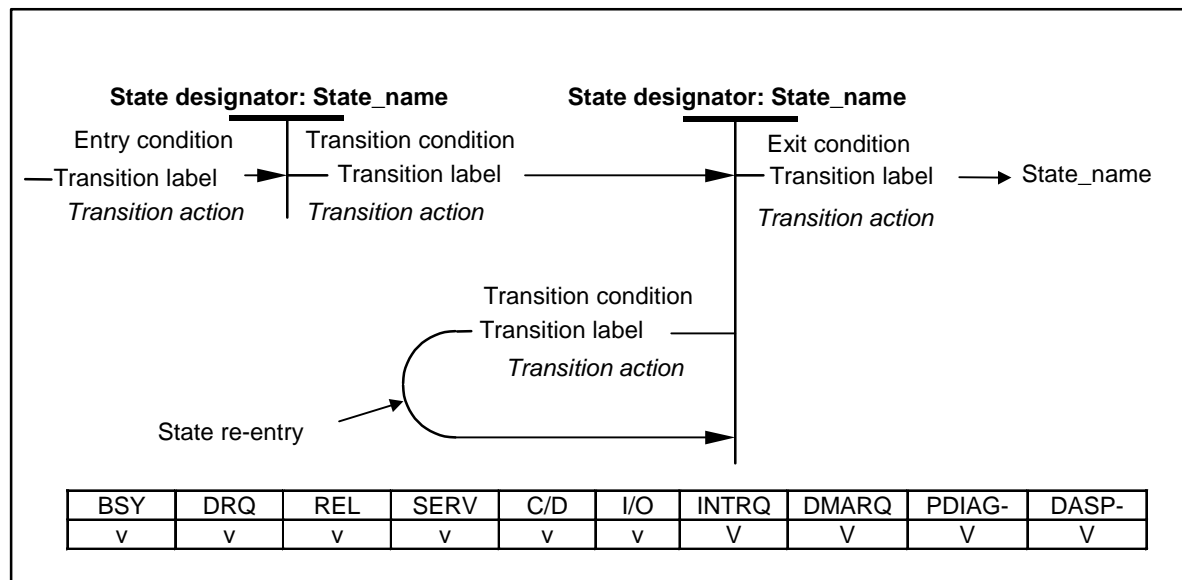 State designator: State_name State designator: State_name
Entry condition Transition condition Exit condition
Transition label Transition label Transition label State_name
Transition action Transition action Transition action
Transition condition
Transition label
Transition action
State re-entry
BSY DRQ REL SERV C/D I/O INTRQ DMARQ PDIAG- DASP-
v v v v v v V V V V